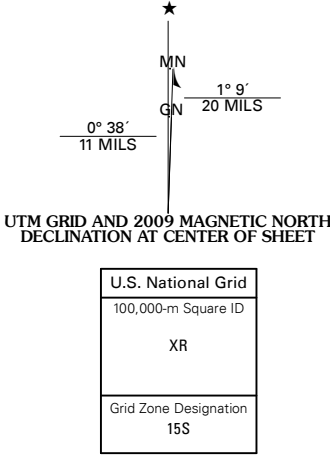 ★
MN
1° 9´
20 MILS
GN
0° 38´
11 MILS
UTM GRID AND 2009 MAGNETIC NORTH
DECLINATION AT CENTER OF SHEET
U.S. National Grid
100,000-m Square ID
XR
Grid Zone Designation
15S